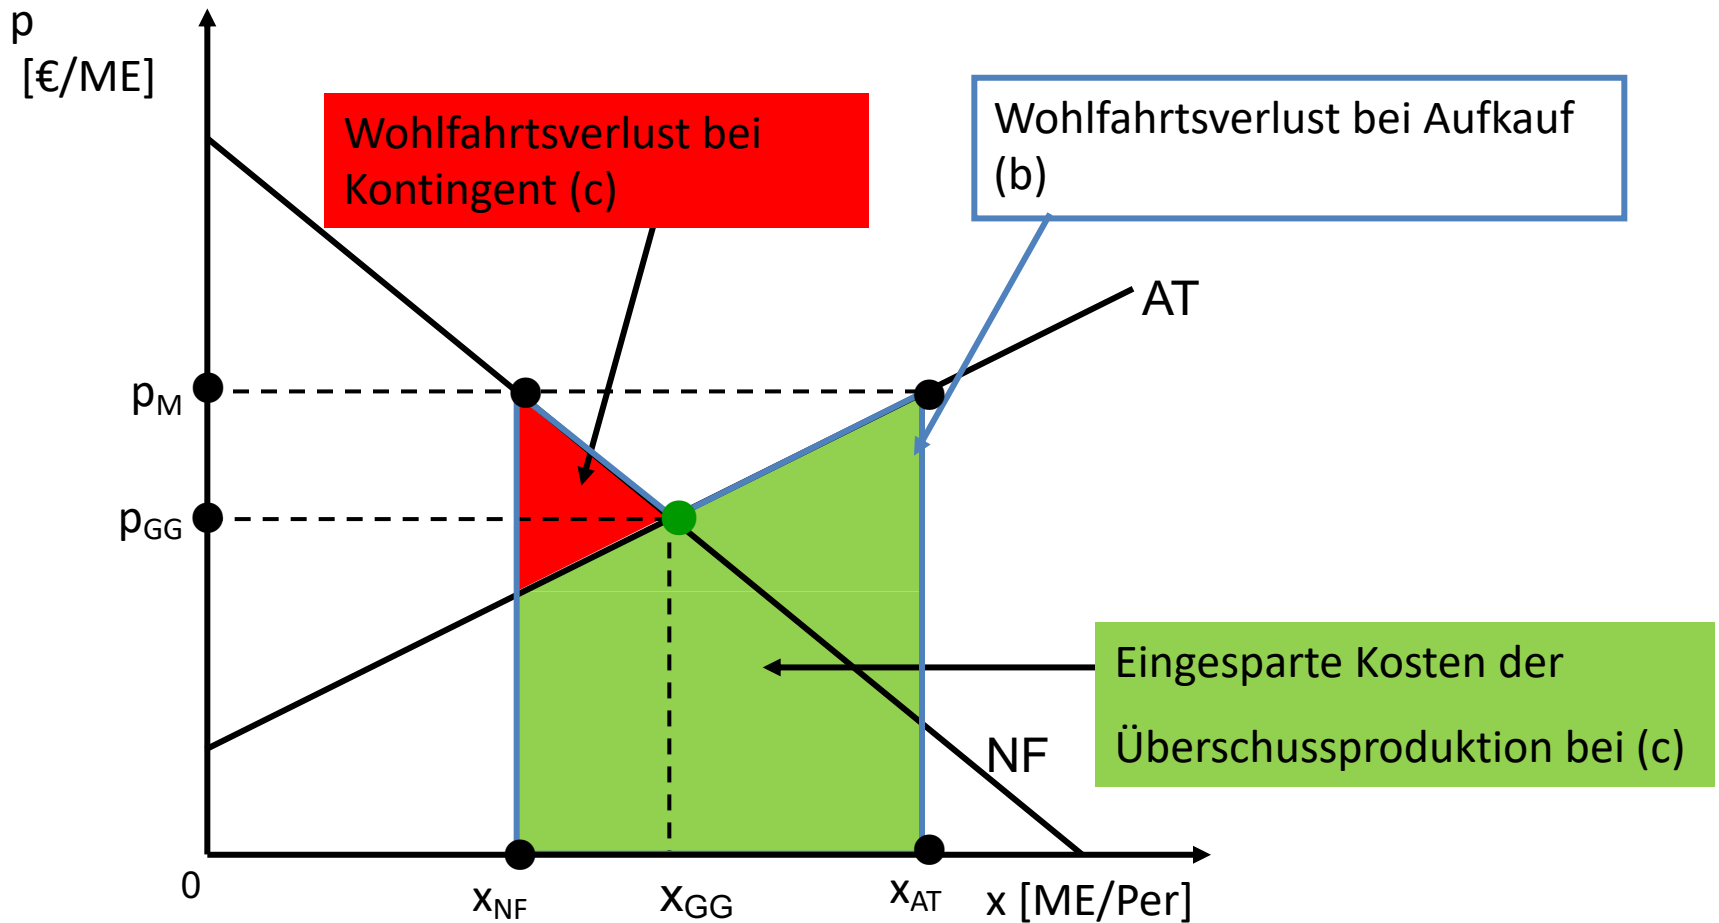 p
[€/ME]
Wohlfahrtsverlust bei
Kontingent (c)
Wohlfahrtsverlust bei Aufkauf
(b)
AT
pM
pGG
Eingesparte Kosten der
Überschussproduktion bei (c)
NF
0
xNF
xGG
xAT
x [ME/Per]